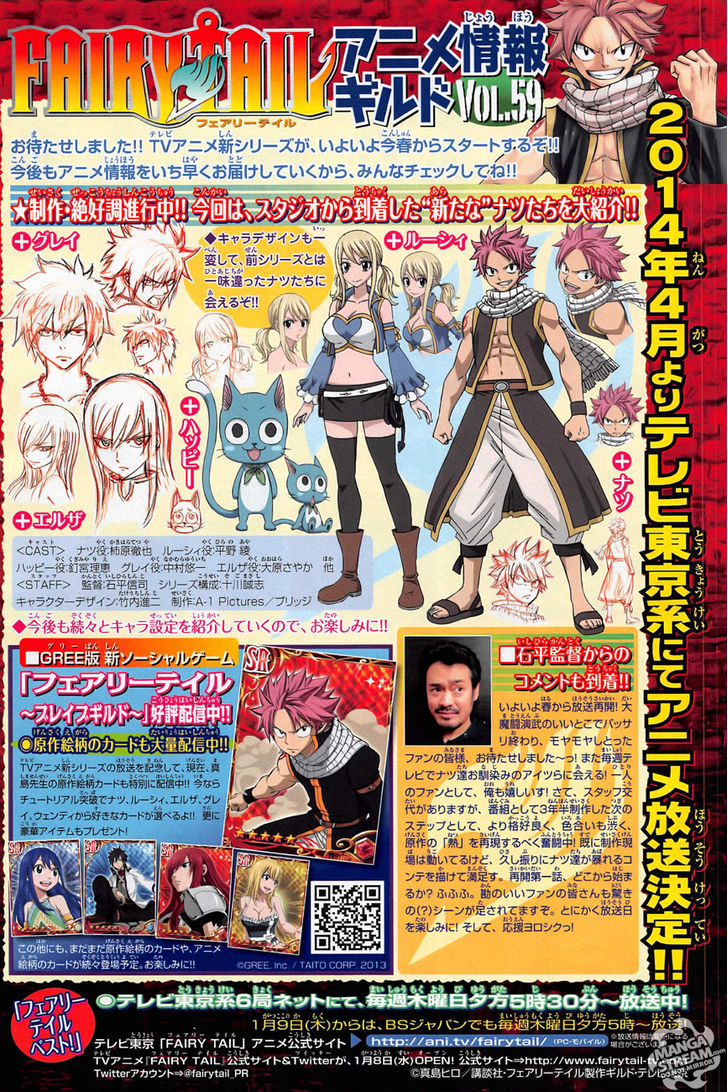 FAIRY TAIL
フェアリーテイル
アニメ情報
ギルド VOL.59
お待たせしました!! TVアニメ新シリーズが、いよいよ今春からスタートするぞ!!
今後もアニメ情報をいち早くお届けしていくから、みんなチェックしてね!!
2014年4月よりテレビ東京系にてアニメ放送決定!!
★制作・絶好調進行中!! 今回は、スタジオから到着した“新たな”ナツたちを大紹介!!
+グレイ
◆キャラデザインも一
変して、前シリーズとは
一味違ったナツたちに
会えるぞ!!
+ルーシィ
+ハッピー
+エルザ
+ナツ
<CAST> ナツ役:柿原徹也 ルーシィ役:平野 綾
ハッピー役:釘宮理恵 グレイ役:中村悠一 エルザ役:大原さやか 他
<STAFF> 監督:石平信司 シリーズ構成:十川誠志
キャラクターデザイン:竹内進二 制作:A-1 Pictures/ブリッジ
◆今後も続々とキャラ設定を紹介していくので、お楽しみに!!
■GREE版 新ソーシャルゲーム
「フェアリーテイル
〜ブレイブギルド〜」好評配信中!!
◉原作絵柄のカードも大量配信中!!
TVアニメ新シリーズの放送を記念して、現在、真
島先生の原作絵柄カードも特別に配信中!! 今なら
チュートリアル突破でナツ、ルーシィ、エルザ、グレ
イ、ウェンディから好きなカードが選べるよ!! 更に
豪華アイテムもプレゼント!
SR
SR
SR
SR
SR
この他にも、まだまだ原作絵柄のカードや、アニメ
絵柄のカードが続々登場予定。お楽しみに!!
©GREE, Inc. / TAITO CORP. 2013
■石平監督からの
コメントも到着!!
いよいよ春から放送再開! 大
魔闘演武のいいとこでバッサ
リ終わり、モヤモヤしとった
ファンの皆様、お待たせしました〜っ! また毎週テ
レビでナツ達お馴染みのアイツらに会える! 一人
のファンとして、俺も嬉しいす! さて、スタッフ交
代がありますが、番組として3年半制作した次の
ステップとして、より格好良く、色合いも渋く、
原作の「熱」を再現するべく奮闘中! 既に制作現
場は動いてるけど、久し振りにナツ達が暴れるコ
ンテを描けて満足す。再開第一話、どこから始ま
るか? ふふふ。勘のいいファンの皆さんも驚き
の(?)シーンが足されてますぞ。とにかく放送日
を楽しみに! そして、応援ヨロシクっ!
「フェアリー
テイル
ベスト!」
◉テレビ東京系6局ネットにて、毎週木曜日夕方5時30分〜放送中!
1月9日(木)からは、BSジャパンでも毎週木曜日夕方5時〜放送!
テレビ東京「FAIRY TAIL」アニメ公式サイト ▶http://ani.tv/fairytail/ (PC・モバイル)
TVアニメ『FAIRY TAIL』公式サイト&Twitterが、1月8日(水)OPEN! 公式サイト⇒http://www.fairytail-tv.net
Twitterアカウント⇒@fairytail_PR ©真島ヒロ/講談社・フェアリーテイル製作ギルド・テレビ東京